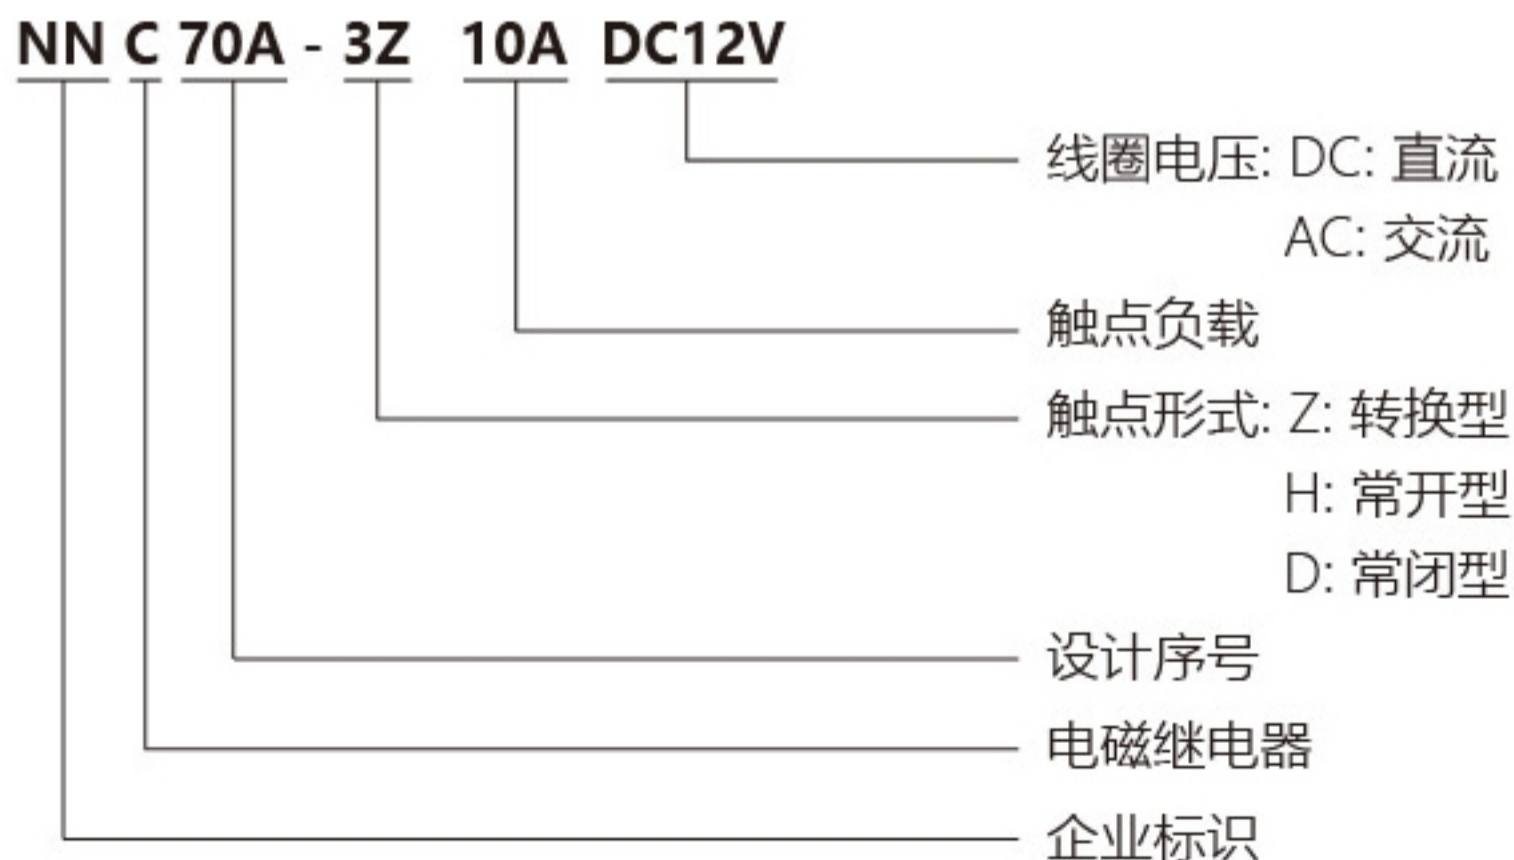 NN C 70A - 3Z 10A DC12V
线圈电压: DC: 直流
AC: 交流
触点负载
触点形式: Z: 转换型
H: 常开型
D: 常闭型
设计序号
电磁继电器
企业标识